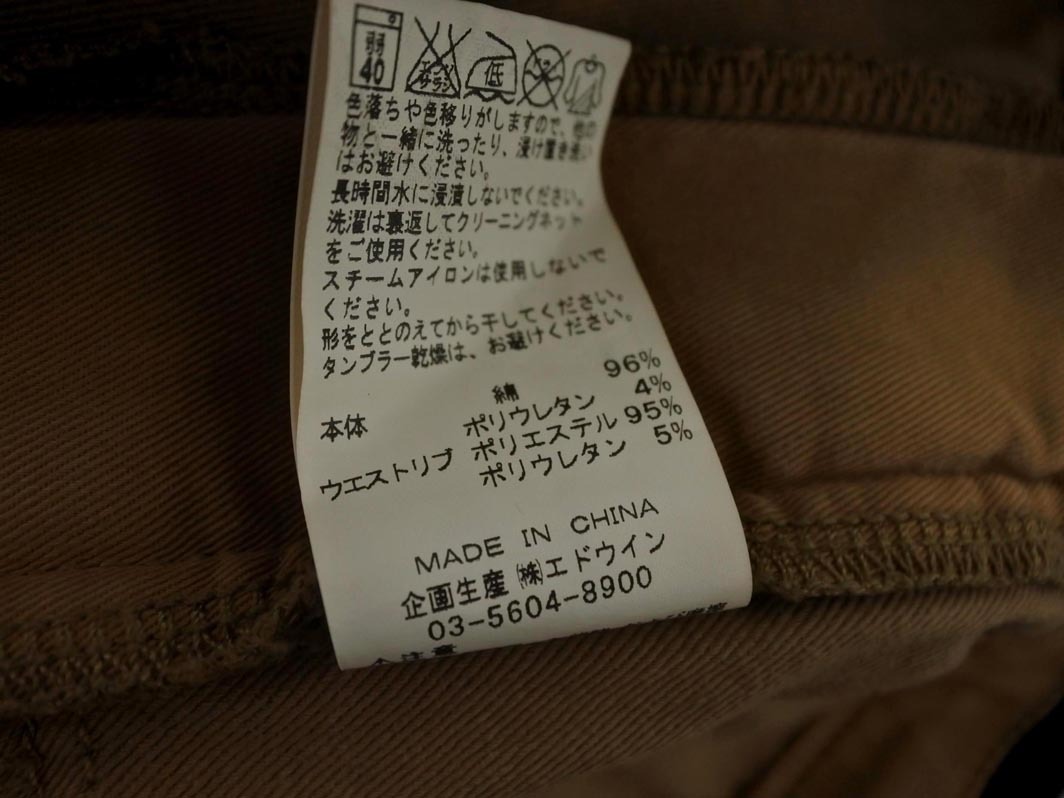 弱 40 エンソサラシ 低
色落ちや色移りがしますので、他の
物と一緒に洗ったり、浸け置き洗い
はお避けください。
長時間水に浸漬しないでください。
洗濯は裏返してクリーニングネット
をご使用ください。
スチームアイロンは使用しないで
ください。
形をととのえてから干してください。
タンブラー乾燥は、お避けください。
本体 綿 96%
ポリウレタン 4%
ウエストリブ ポリエステル 95%
ポリウレタン 5%
MADE IN CHINA
企画生産 ㈱エドウイン
03-5604-8900